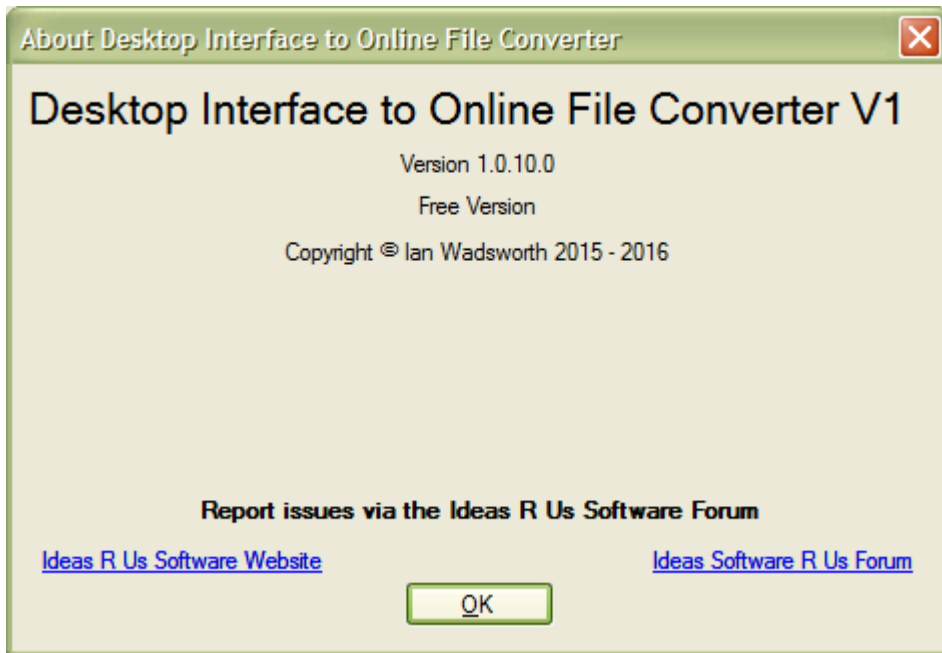 About Desktop Interface to Online File Converter
Desktop Interface to Online File Converter V1
Version 1.0.10.0
Free Version
Copyright © Ian Wadsworth 2015 - 2016
Report issues via the Ideas R Us Software Forum
Ideas R Us Software Website
Ideas Software R Us Forum
OK